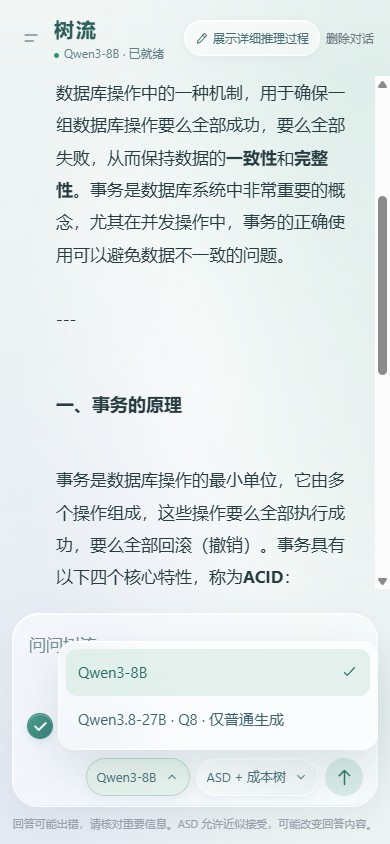 树流
Qwen3-8B · 已就绪
展示详细推理过程
删除对话
数据库操作中的一种机制，用于确保一
组数据库操作要么全部成功，要么全部
失败，从而保持数据的一致性和完整
性。事务是数据库系统中非常重要的概
念，尤其在并发操作中，事务的正确使
用可以避免数据不一致的问题。
---
一、事务的原理
事务是数据库操作的最小单位，它由多
个操作组成，这些操作要么全部执行成
功，要么全部回滚（撤销）。事务具有
以下四个核心特性，称为ACID：
问问树流
Qwen3-8B
Qwen3.8-27B · Q8 · 仅普通生成
Qwen3-8B
ASD + 成本树
回答可能出错，请核对重要信息。ASD 允许近似接受，可能改变回答内容。